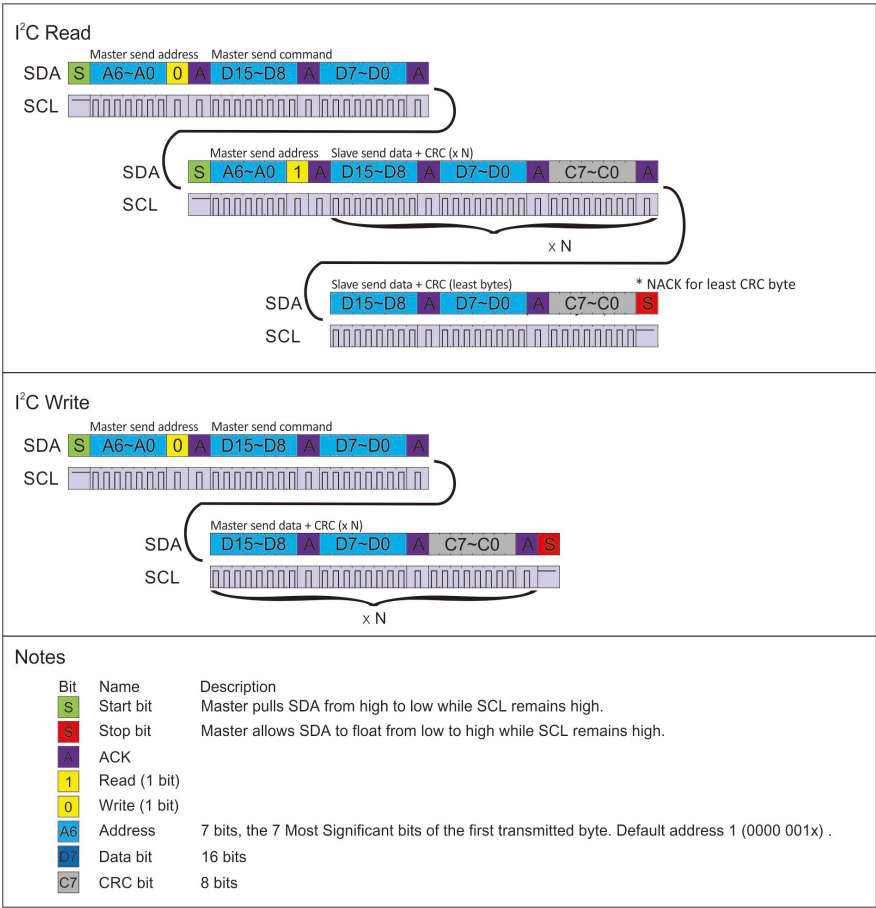 I²C Read
Master send address Master send command
SDA S A6~A0 0 A D15~D8 A D7~D0 A
SCL
Master send address Slave send data + CRC (x N)
SDA S A6~A0 1 A D15~D8 A D7~D0 A C7~C0 A
SCL
x N
Slave send data + CRC (least bytes) * NACK for least CRC byte
SDA D15~D8 A D7~D0 A C7~C0 S
SCL
I²C Write
Master send address Master send command
SDA S A6~A0 0 A D15~D8 A D7~D0 A
SCL
Master send data + CRC (x N)
SDA D15~D8 A D7~D0 A C7~C0 A S
SCL
x N
Notes
Bit Name Description
S Start bit Master pulls SDA from high to low while SCL remains high.
S Stop bit Master allows SDA to float from low to high while SCL remains high.
A ACK
1 Read (1 bit)
0 Write (1 bit)
A6 Address 7 bits, the 7 Most Significant bits of the first transmitted byte. Default address 1 (0000 001x) .
D7 Data bit 16 bits
C7 CRC bit 8 bits